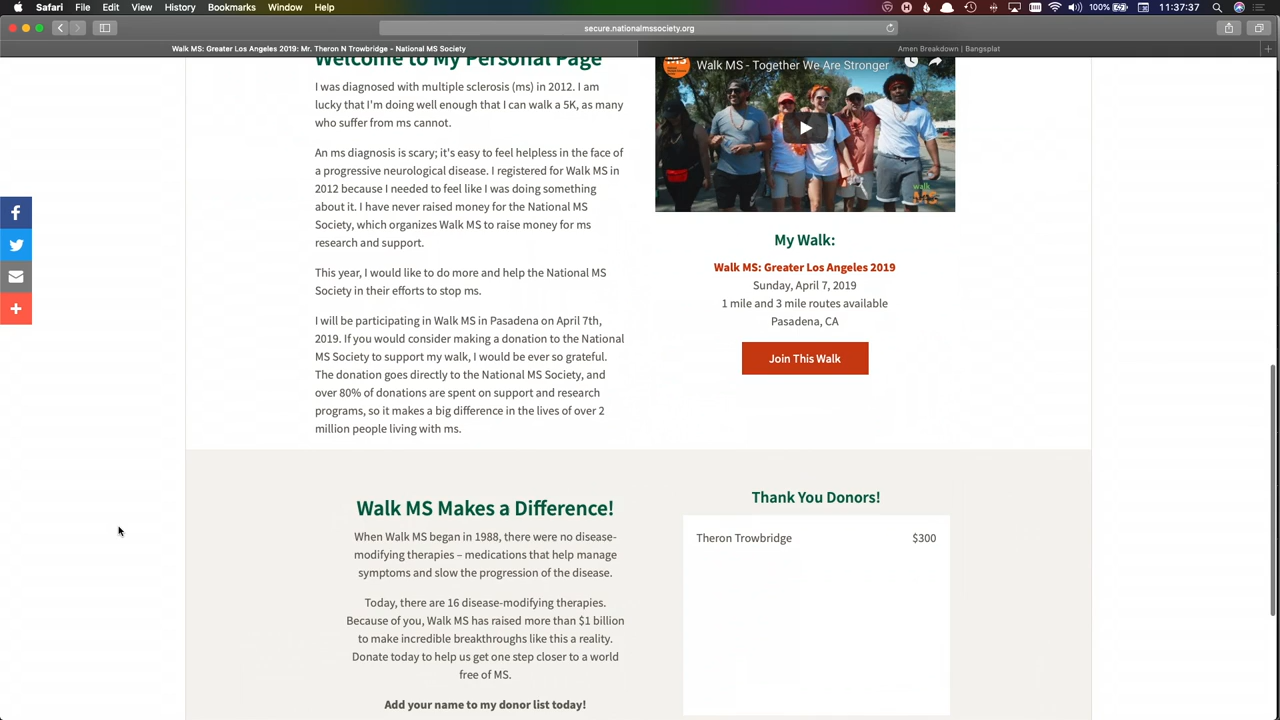 Safari File Edit View History Bookmarks Window Help
100% 11:37:37
secure.nationalmssociety.org
Walk MS: Greater Los Angeles 2019: Mr. Theron N Trowbridge - National MS Society
Amen Breakdown | Bangsplat
Welcome to My Personal Page
I was diagnosed with multiple sclerosis (ms) in 2012. I am
lucky that I'm doing well enough that I can walk a 5K, as many
who suffer from ms cannot.
An ms diagnosis is scary; it's easy to feel helpless in the face of
a progressive neurological disease. I registered for Walk MS in
2012 because I needed to feel like I was doing something
about it. I have never raised money for the National MS
Society, which organizes Walk MS to raise money for ms
research and support.
This year, I would like to do more and help the National MS
Society in their efforts to stop ms.
I will be participating in Walk MS in Pasadena on April 7th,
2019. If you would consider making a donation to the National
MS Society to support my walk, I would be ever so grateful.
The donation goes directly to the National MS Society, and
over 80% of donations are spent on support and research
programs, so it makes a big difference in the lives of over 2
million people living with ms.
Walk MS - Together We Are Stronger
walk
MS
My Walk:
Walk MS: Greater Los Angeles 2019
Sunday, April 7, 2019
1 mile and 3 mile routes available
Pasadena, CA
Join This Walk
Walk MS Makes a Difference!
When Walk MS began in 1988, there were no disease-
modifying therapies – medications that help manage
symptoms and slow the progression of the disease.
Today, there are 16 disease-modifying therapies.
Because of you, Walk MS has raised more than $1 billion
to make incredible breakthroughs like this a reality.
Donate today to help us get one step closer to a world
free of MS.
Add your name to my donor list today!
Thank You Donors!
Theron Trowbridge $300